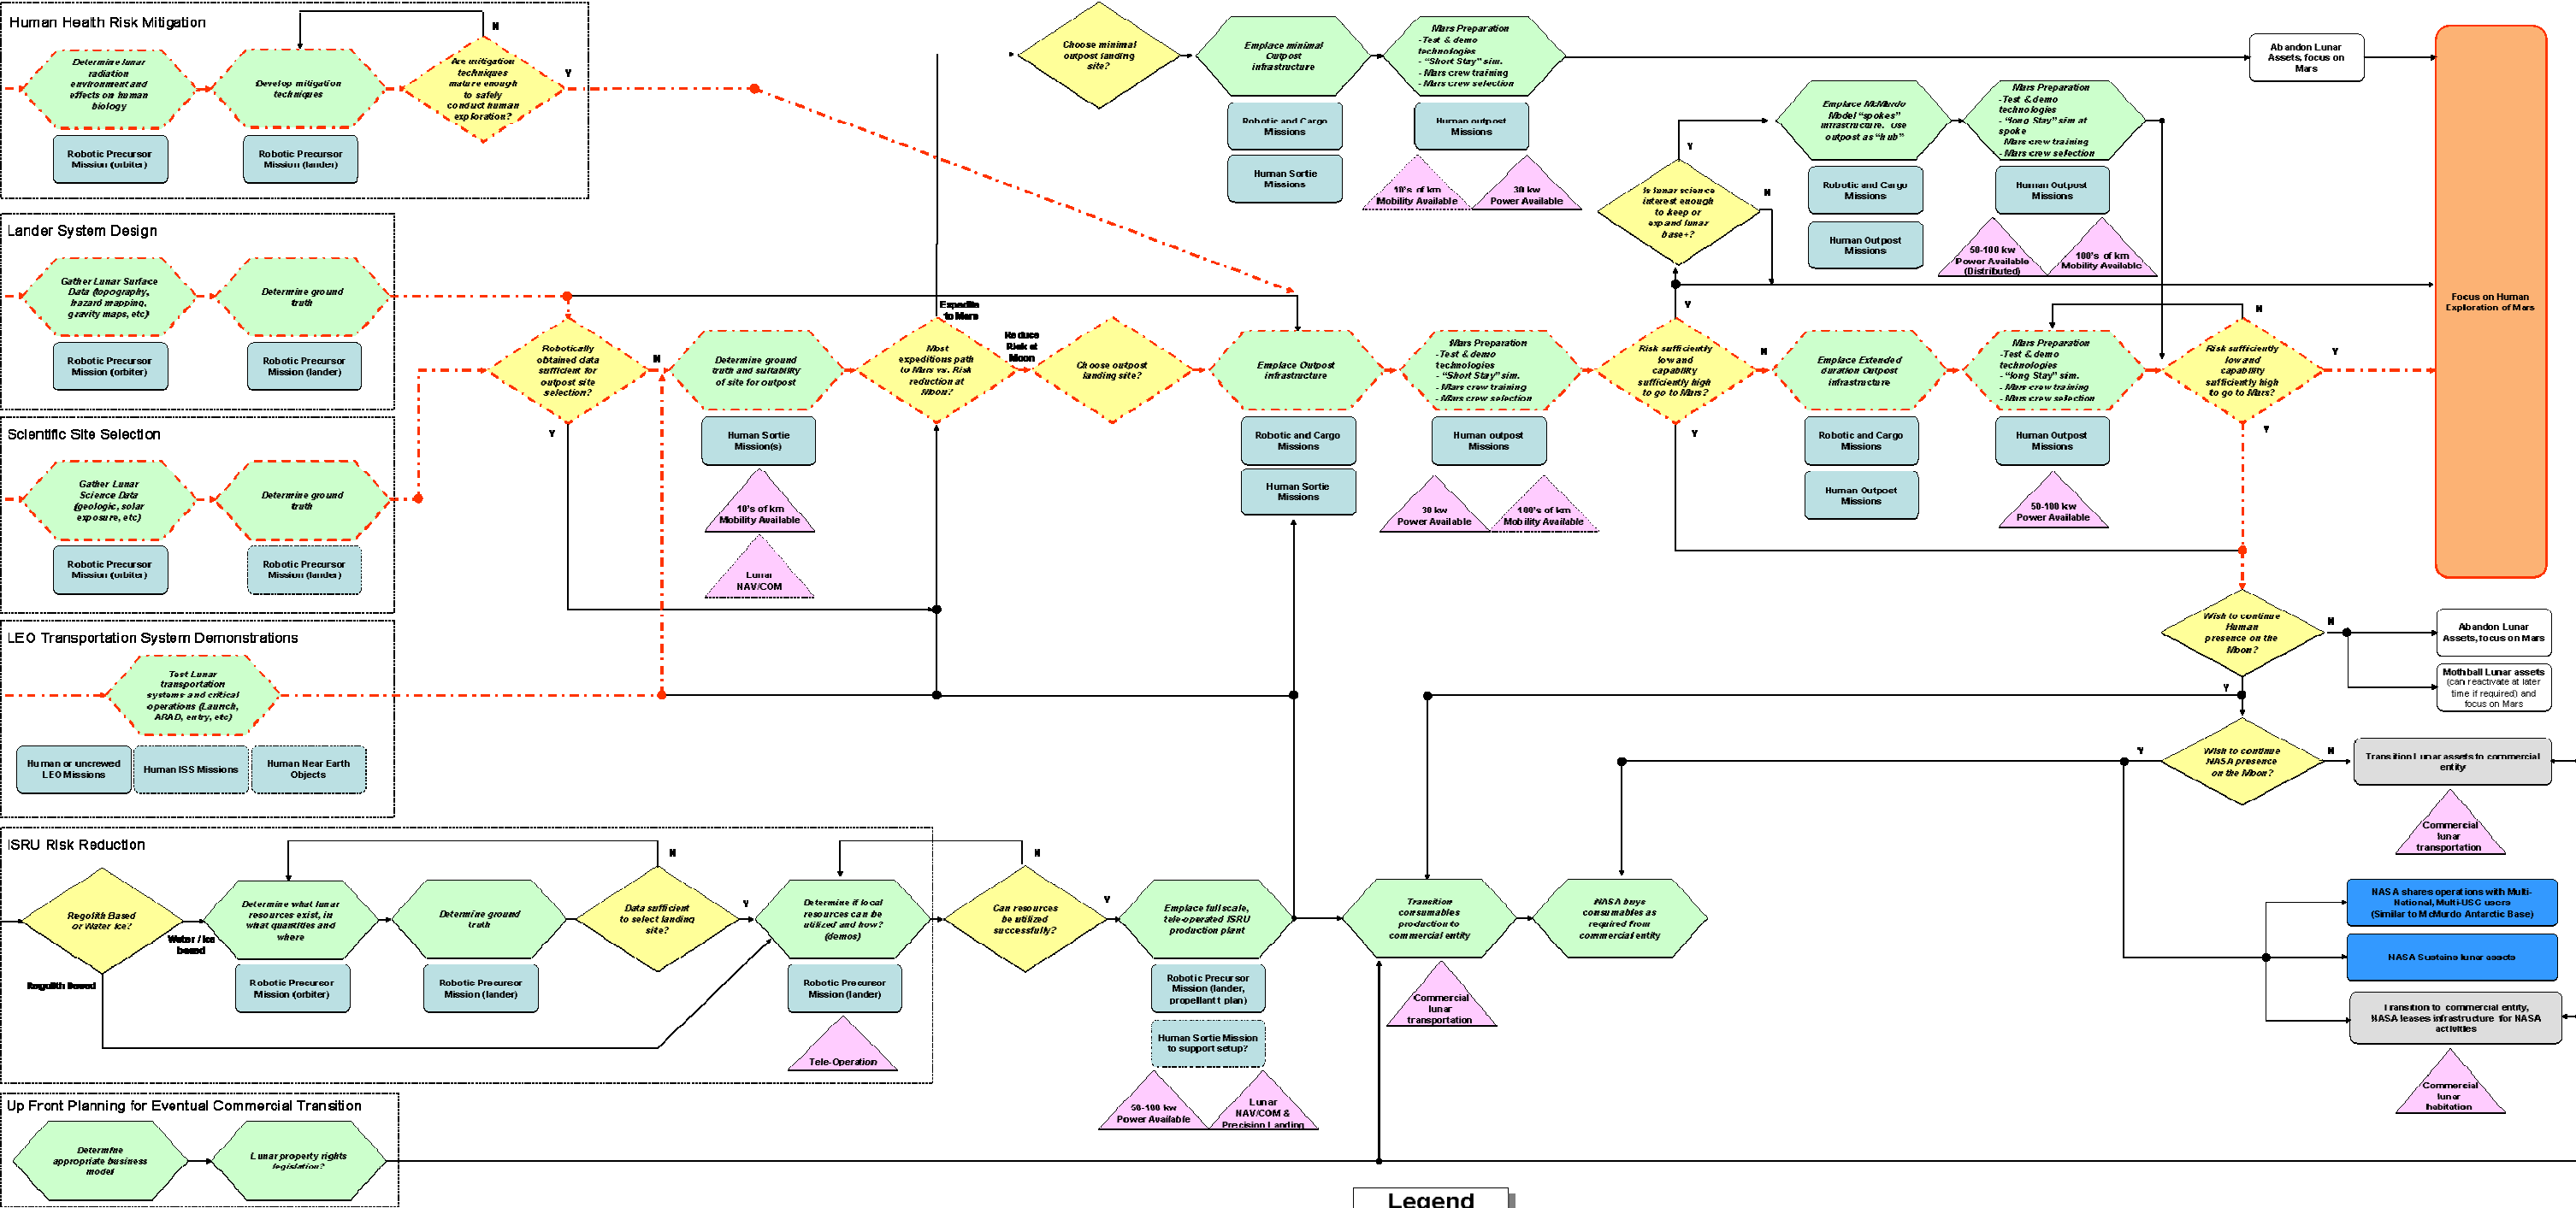 Human Health Risk Mitigation
Determine lunar
radiation
environment and
effects on human
biology
Robotic Precursor
Mission (orbiter)
Develop mitigation
techniques
Robotic Precursor
Mission (lander)
N
Are mitigation
techniques
mature enough
to safely
conduct human
exploration?
Y
Choose minimal
outpost landing
site?
Emplace minimal
Outpost
infrastructure
Robotic and Cargo
Missions
Human Sortie
Missions
Mars Preparation
-Test & demo
technologies
- "Short Stay" sim.
- Mars crew training
- Mars crew selection
Human outpost
Missions
10's of km
Mobility Available
30 kw
Power Available
Abandon Lunar
Assets, focus on
Mars
Y
Is lunar science
interest enough
to keep or
expand lunar
base+?
N
Emplace McMurdo
Model "spokes"
infrastructure. Use
outpost as "hub"
Robotic and Cargo
Missions
Human Outpost
Missions
Mars Preparation
-Test & demo
technologies
- "long Stay" sim at
spoke
Mars crew training
- Mars crew selection
Human Outpost
Missions
50-100 kw
Power Available
(Distributed)
100's of km
Mobility Available
Focus on Human
Exploration of Mars
Lander System Design
Gather Lunar Surface
Data (topography,
hazard mapping,
gravity maps, etc)
Robotic Precursor
Mission (orbiter)
Determine ground
truth
Robotic Precursor
Mission (lander)
Robotically
obtained data
sufficient for
outpost site
selection?
N
Y
Determine ground
truth and suitability
of site for outpost
Human Sortie
Mission(s)
10's of km
Mobility Available
Lunar
NAV/COM
Expedite
to Mars
Most
expeditions path
to Mars vs. Risk
reduction at
Moon?
Reduce
Risk at
Moon
Choose outpost
landing site?
Emplace Outpost
infrastructure
Robotic and Cargo
Missions
Human Sortie
Missions
Mars Preparation
-Test & demo
technologies
- "Short Stay" sim.
- Mars crew training
- Mars crew selection
Human outpost
Missions
30 kw
Power Available
100's of km
Mobility Available
Y
Risk sufficiently
low and
capability
sufficiently high
to go to Mars?
N
Y
Emplace Extended
duration Outpost
infrastructure
Robotic and Cargo
Missions
Human Outpost
Missions
Mars Preparation
-Test & demo
technologies
- "long Stay" sim.
- Mars crew training
- Mars crew selection
Human Outpost
Missions
50-100 kw
Power Available
N
Risk sufficiently
low and
capability
sufficiently high
to go to Mars?
Y
Y
Scientific Site Selection
Gather Lunar
Science Data
(geologic, solar
exposure, etc)
Robotic Precursor
Mission (orbiter)
Determine ground
truth
Robotic Precursor
Mission (lander)
LEO Transportation System Demonstrations
Test Lunar
transportation
systems and critical
operations (Launch,
ARAD, entry, etc)
Human or uncrewed
LEO Missions
Human ISS Missions
Human Near Earth
Objects
Wish to continue
Human
presence on the
Moon?
N
Y
Abandon Lunar
Assets, focus on Mars
Mothball Lunar assets
(can reactivate at later
time if required) and
focus on Mars
Y
Wish to continue
NASA presence
on the Moon?
N
Transition Lunar assets to commercial
entity
Commercial
lunar
transportation
ISRU Risk Reduction
Regolith Based
or Water Ice?
Water / Ice
based
Regolith Based
Determine what lunar
resources exist, in
what quantities and
where
Robotic Precursor
Mission (orbiter)
Determine ground
truth
Robotic Precursor
Mission (lander)
N
Data sufficient
to select landing
site?
Y
Determine if local
resources can be
utilized and how?
(demos)
Robotic Precursor
Mission (lander)
Tele-Operation
N
Can resources
be utilized
successfully?
Y
Emplace full scale,
tele-operated ISRU
production plant
Robotic Precursor
Mission (lander,
propellant t plan)
Human Sortie Mission
to support setup?
50-100 kw
Power Available
Lunar
NAV/COM &
Precision Landing
Transition
consumables
production to
commercial entity
Commercial
lunar
transportation
NASA buys
consumables as
required from
commercial entity
NASA shares operations with Multi-
National, Multi-USG users
(Similar to McMurdo Antarctic Base)
NASA Sustains lunar assets
Transition to commercial entity,
NASA leases infrastructure for NASA
activities
Commercial
lunar
habitation
Up Front Planning for Eventual Commercial Transition
Determine
appropriate business
model
Lunar property rights
legislation?
Legend